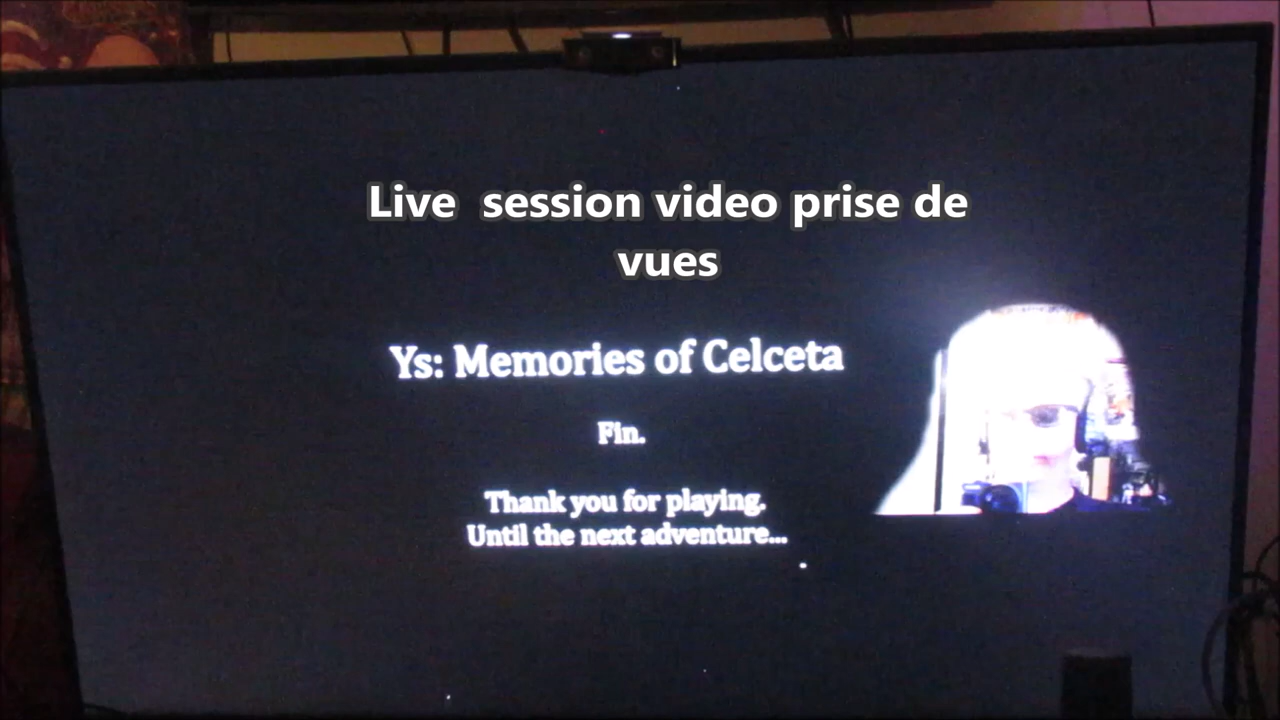 Live  session video prise de
vues
Ys: Memories of Celceta
Fin.
Thank you for playing.
Until the next adventure...